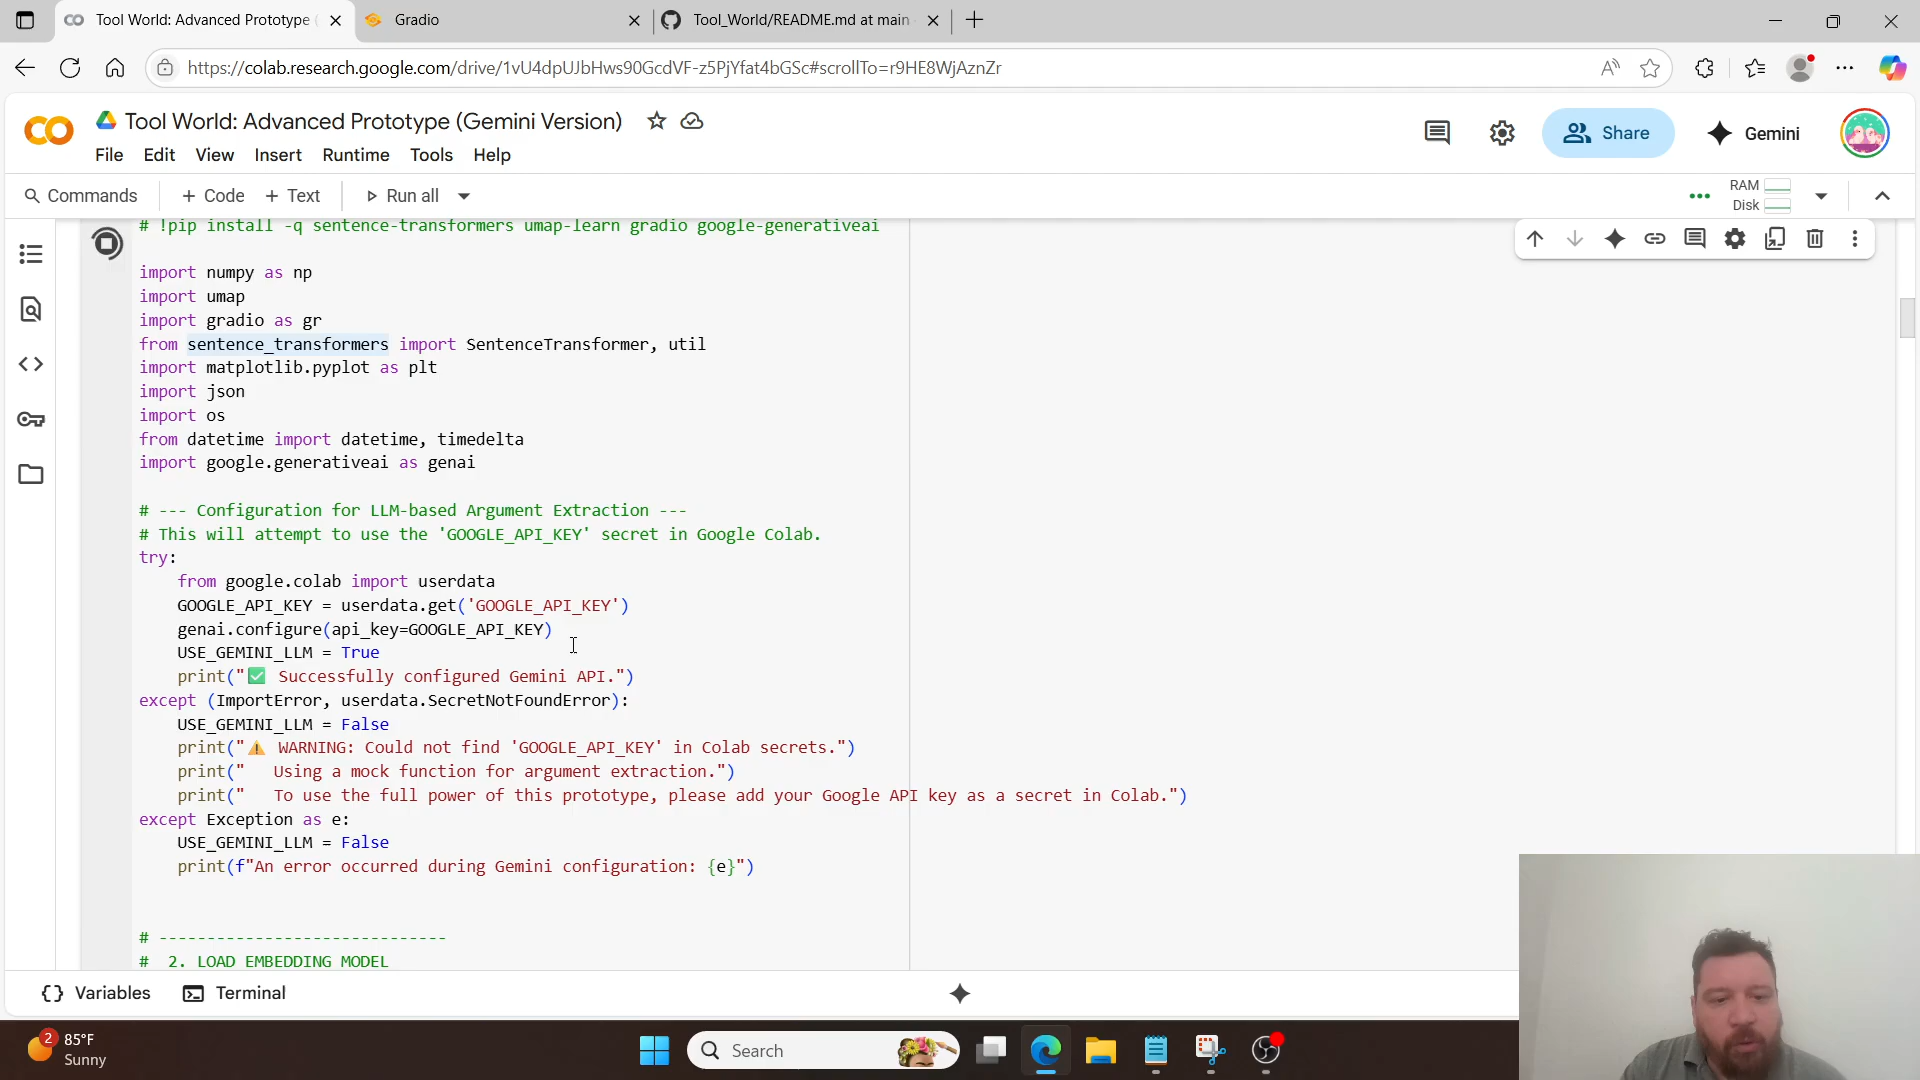 Tool World: Advanced Prototype (
Gradio
Tool_World/README.md at main
https://colab.research.google.com/drive/1vU4dpUJbHws90GcdVF-z5PjYfat4bGSc#scrollTo=r9HE8WjAznZr
Tool World: Advanced Prototype (Gemini Version)
File Edit View Insert Runtime Tools Help
Share
Gemini
Commands + Code + Text Run all
RAM
Disk
# !pip install -q sentence-transformers umap-learn gradio google-generativeai
import numpy as np
import umap
import gradio as gr
from sentence_transformers import SentenceTransformer, util
import matplotlib.pyplot as plt
import json
import os
from datetime import datetime, timedelta
import google.generativeai as genai
# --- Configuration for LLM-based Argument Extraction ---
# This will attempt to use the 'GOOGLE_API_KEY' secret in Google Colab.
try:
from google.colab import userdata
GOOGLE_API_KEY = userdata.get('GOOGLE_API_KEY')
genai.configure(api_key=GOOGLE_API_KEY)
USE_GEMINI_LLM = True
print("✅ Successfully configured Gemini API.")
except (ImportError, userdata.SecretNotFoundError):
USE_GEMINI_LLM = False
print("⚠️ WARNING: Could not find 'GOOGLE_API_KEY' in Colab secrets.")
print("   Using a mock function for argument extraction.")
print("   To use the full power of this prototype, please add your Google API key as a secret in Colab.")
except Exception as e:
USE_GEMINI_LLM = False
print(f"An error occurred during Gemini configuration: {e}")
# ------------------------------
#  2. LOAD EMBEDDING MODEL
Variables
Terminal
2
85°F
Sunny
Search